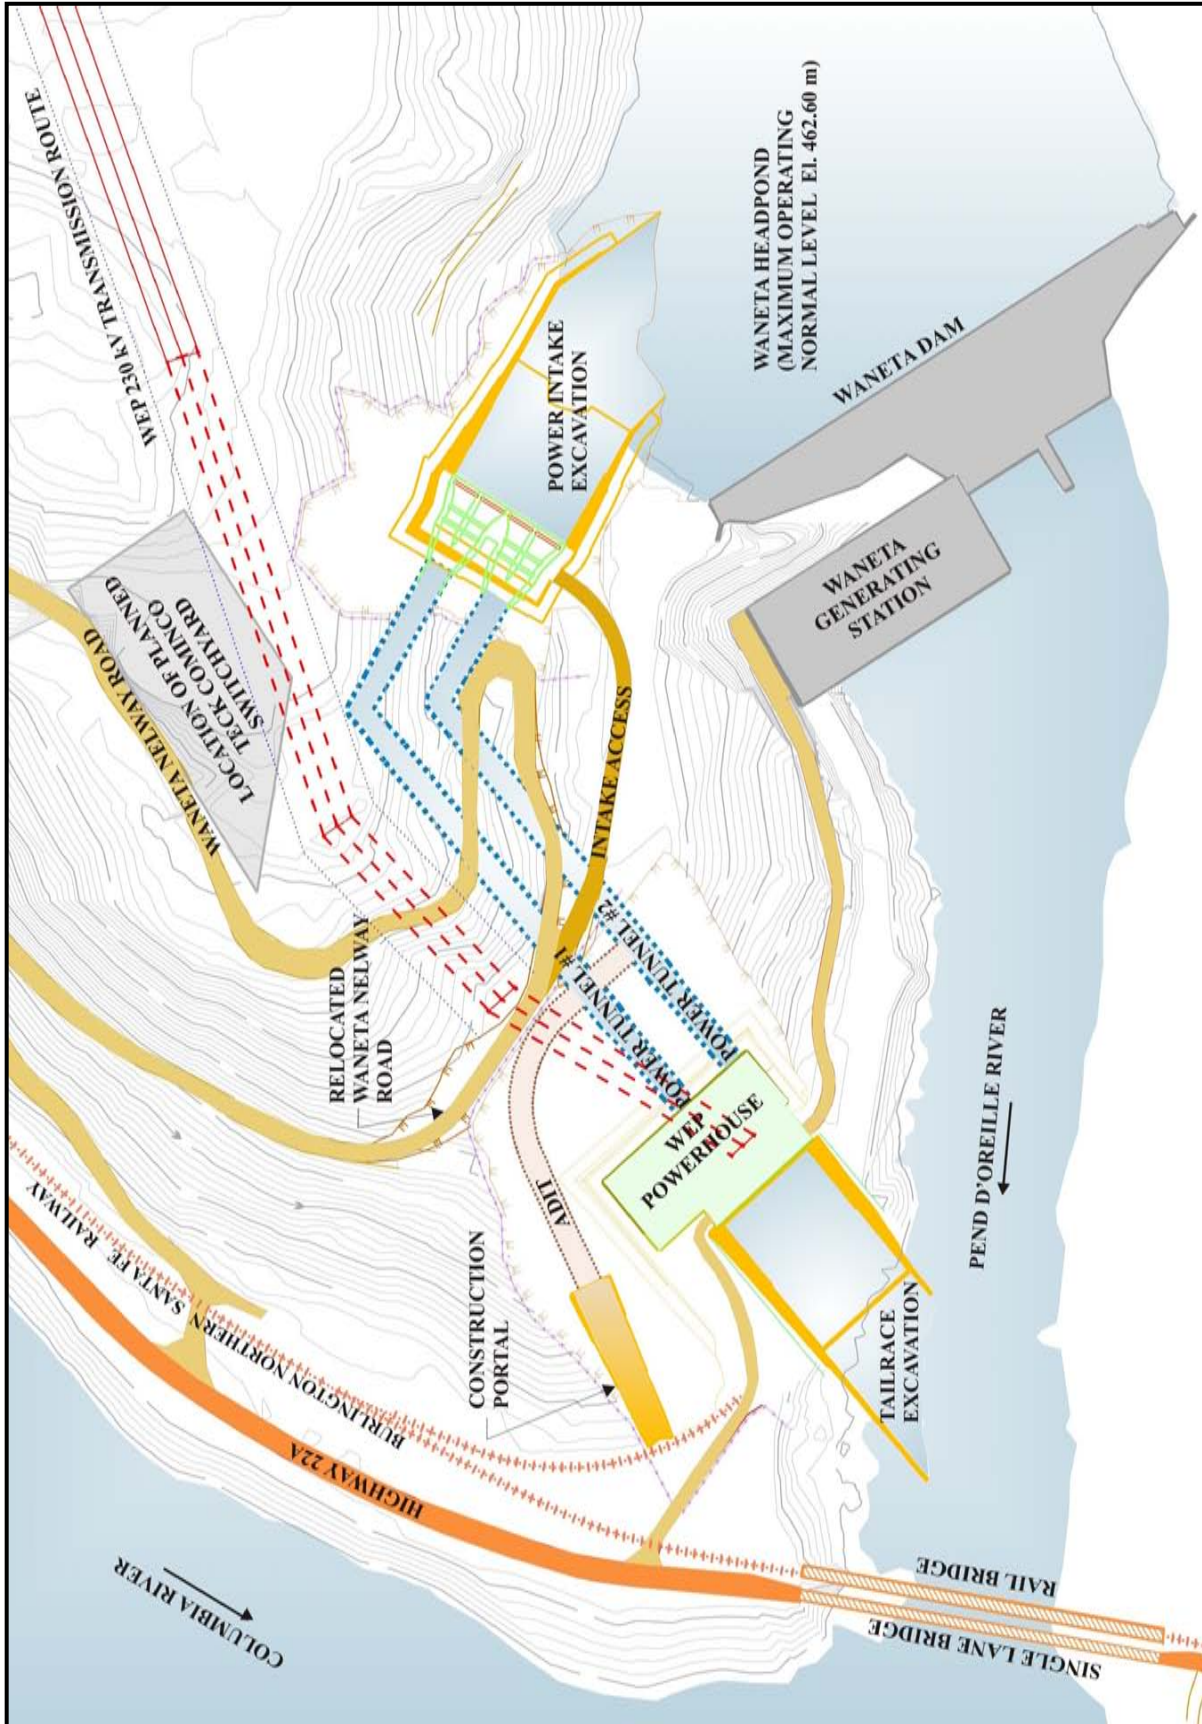 WEP 230 kV TRANSMISSION ROUTE
WANETA NELWAY ROAD
LOCATION OF PLANNED
TECK COMINCO
SWITCHYARD
POWER INTAKE
EXCAVATION
WANETA HEADPOND
(MAXIMUM OPERATING
NORMAL LEVEL El. 462.60 m)
WANETA DAM
WANETA
GENERATING
STATION
INTAKE ACCESS
RELOCATED
WANETA NELWAY
ROAD
POWER TUNNEL #1
POWER TUNNEL #2
WEP
POWERHOUSE
ADIT
CONSTRUCTION
PORTAL
TAILRACE
EXCAVATION
PEND D'OREILLE RIVER
BURLINGTON NORTHERN SANTA FE RAILWAY
HIGHWAY 22A
COLUMBIA RIVER
RAIL BRIDGE
SINGLE LANE BRIDGE